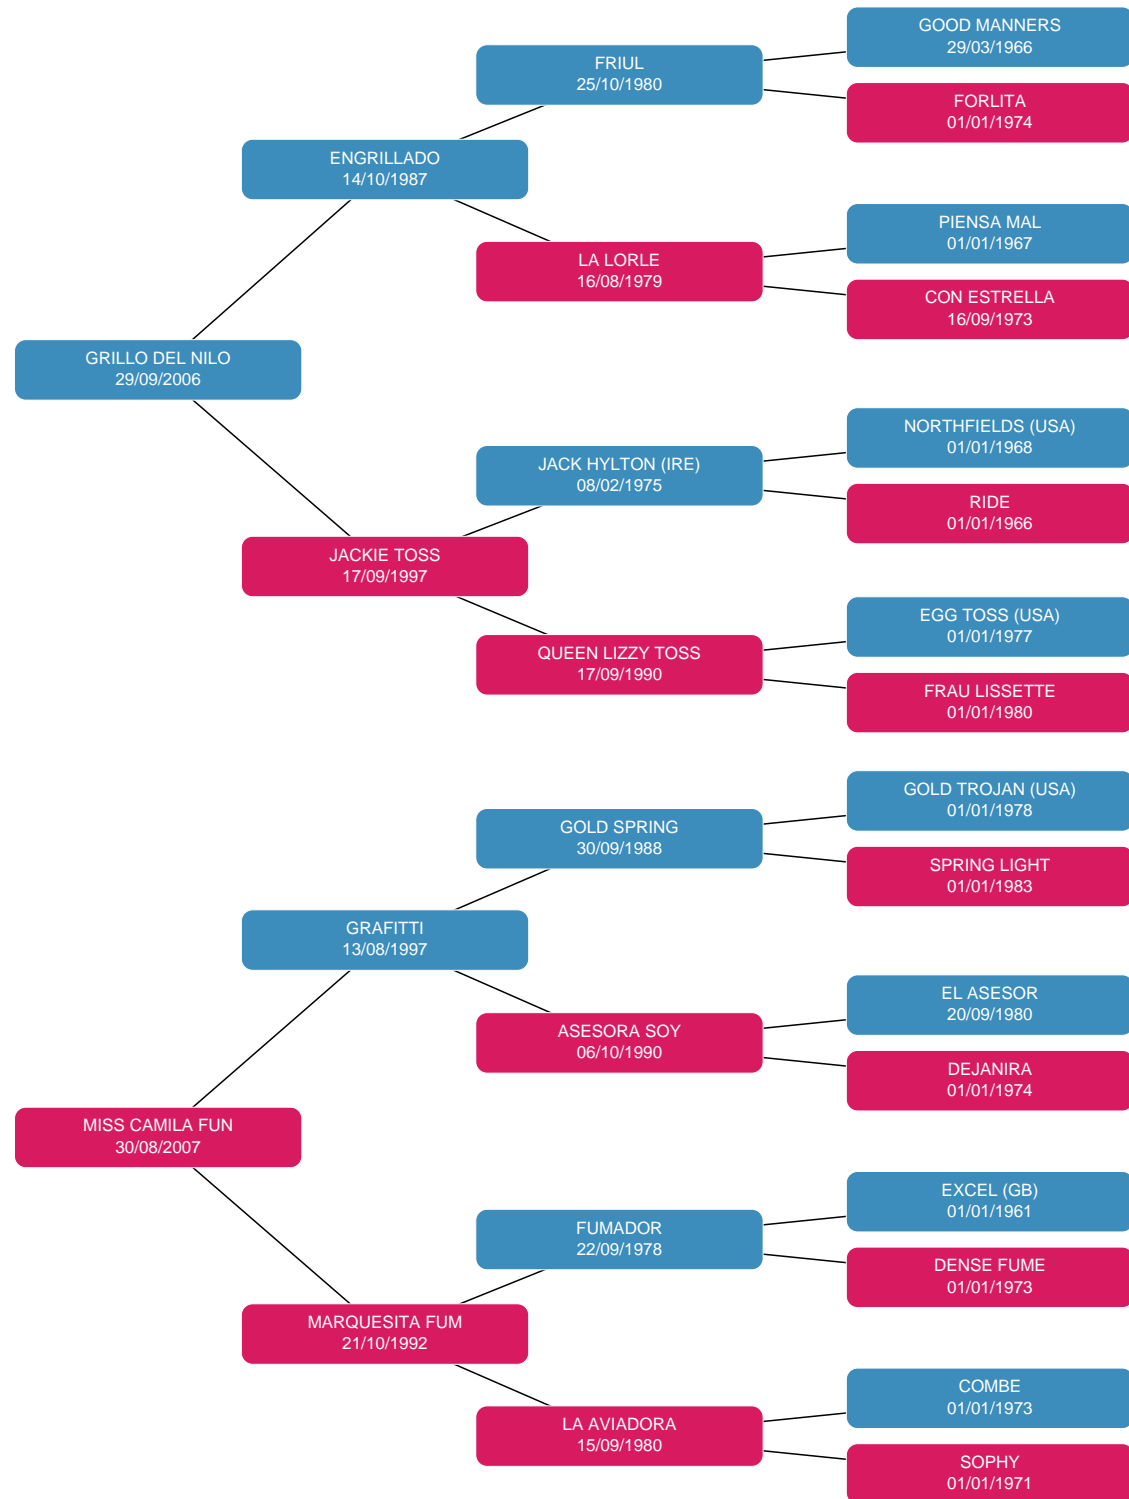 GOOD MANNERS
29/03/1966
FRIUL
25/10/1980
FORLITA
01/01/1974
ENGRILLADO
14/10/1987
PIENSA MAL
01/01/1967
LA LORLE
16/08/1979
CON ESTRELLA
16/09/1973
GRILLO DEL NILO
29/09/2006
NORTHFIELDS (USA)
01/01/1968
JACK HYLTON (IRE)
08/02/1975
RIDE
01/01/1966
JACKIE TOSS
17/09/1997
EGG TOSS (USA)
01/01/1977
QUEEN LIZZY TOSS
17/09/1990
FRAU LISSETTE
01/01/1980
GOLD TROJAN (USA)
01/01/1978
GOLD SPRING
30/09/1988
SPRING LIGHT
01/01/1983
GRAFITTI
13/08/1997
EL ASESOR
20/09/1980
ASESORA SOY
06/10/1990
DEJANIRA
01/01/1974
MISS CAMILA FUN
30/08/2007
EXCEL (GB)
01/01/1961
FUMADOR
22/09/1978
DENSE FUME
01/01/1973
MARQUESITA FUM
21/10/1992
COMBE
01/01/1973
LA AVIADORA
15/09/1980
SOPHY
01/01/1971